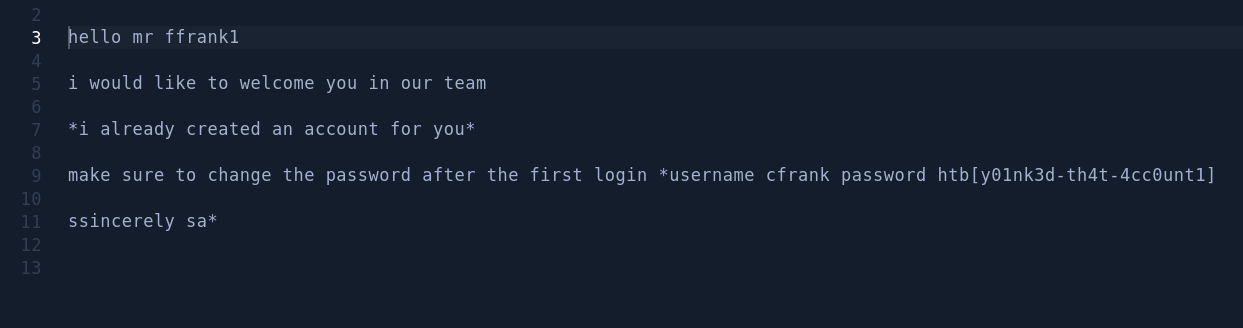 2
3 hello mr ffrank1
4
5 i would like to welcome you in our team
6
7 *i already created an account for you*
8
9 make sure to change the password after the first login *username cfrank password htb[y01nk3d-th4t-4cc0unt1]
10
11 ssincerely sa*
12
13